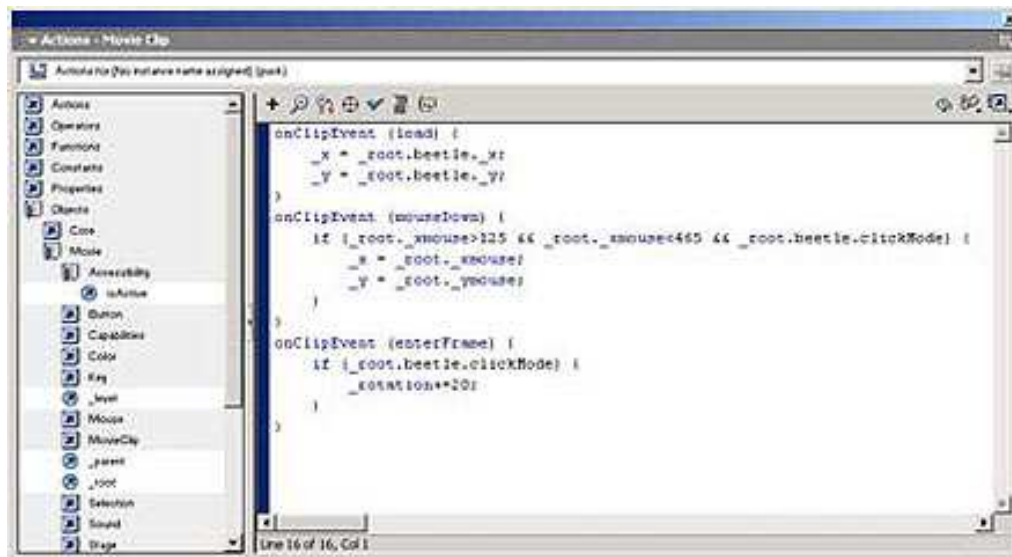 Actions - Movie Clip
Actions for [No instance name assigned] (puck)
Actions
Operators
Functions
Constants
Properties
Objects
Core
Movie
Accessibility
isActive
Button
Capabilities
Color
Key
_level
Mouse
MovieClip
_parent
_root
Selection
Sound
Stage
onClipEvent (load) {
_x = _root.beetle._x;
_y = _root.beetle._y;
}
onClipEvent (mouseDown) {
if (_root._xmouse>125 && _root._xmouse<465 && _root.beetle.clickMode) {
_x = _root._xmouse;
_y = _root._ymouse;
}
}
onClipEvent (enterFrame) {
if (_root.beetle.clickMode) {
_rotation+=20;
}
}
Line 16 of 16, Col 1